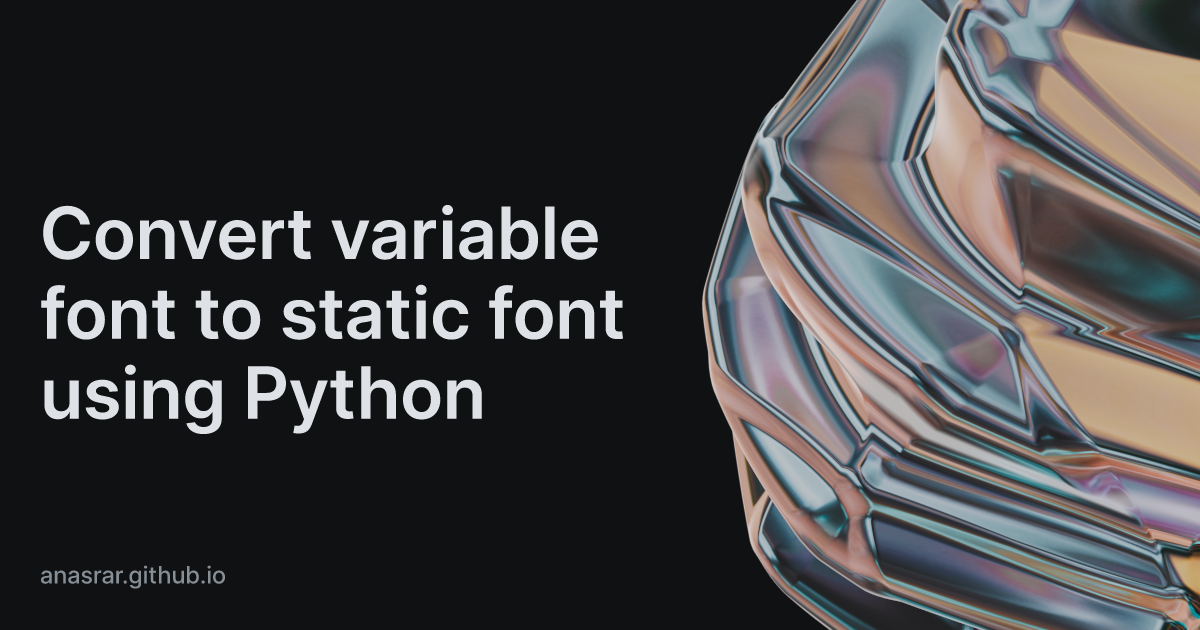 Convert variable
font to static font
using Python
anasrar.github.io